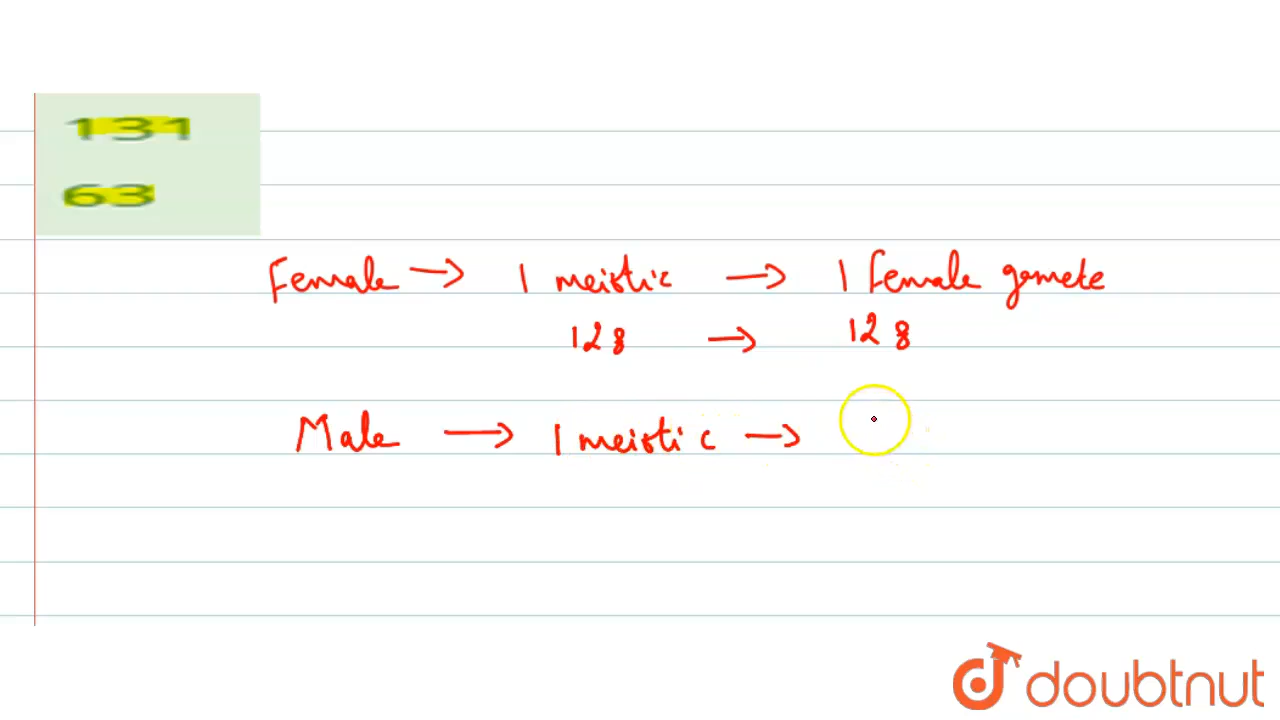 131
63
Female → 1 meiotic → 1 female gamete
128 → 128
Male → 1 meiotic →
doubtnut